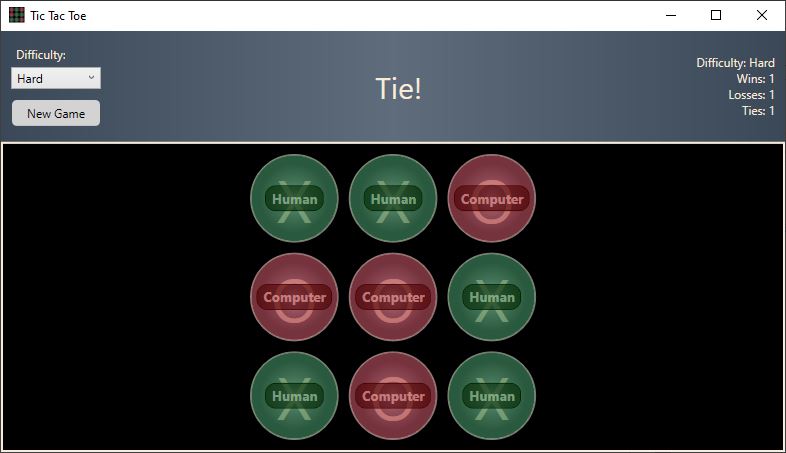 Tic Tac Toe
Difficulty:
Hard
New Game
Tie!
Difficulty: Hard
Wins: 1
Losses: 1
Ties: 1
X Human X Human O Computer
O Computer O Computer X Human
X Human O Computer X Human